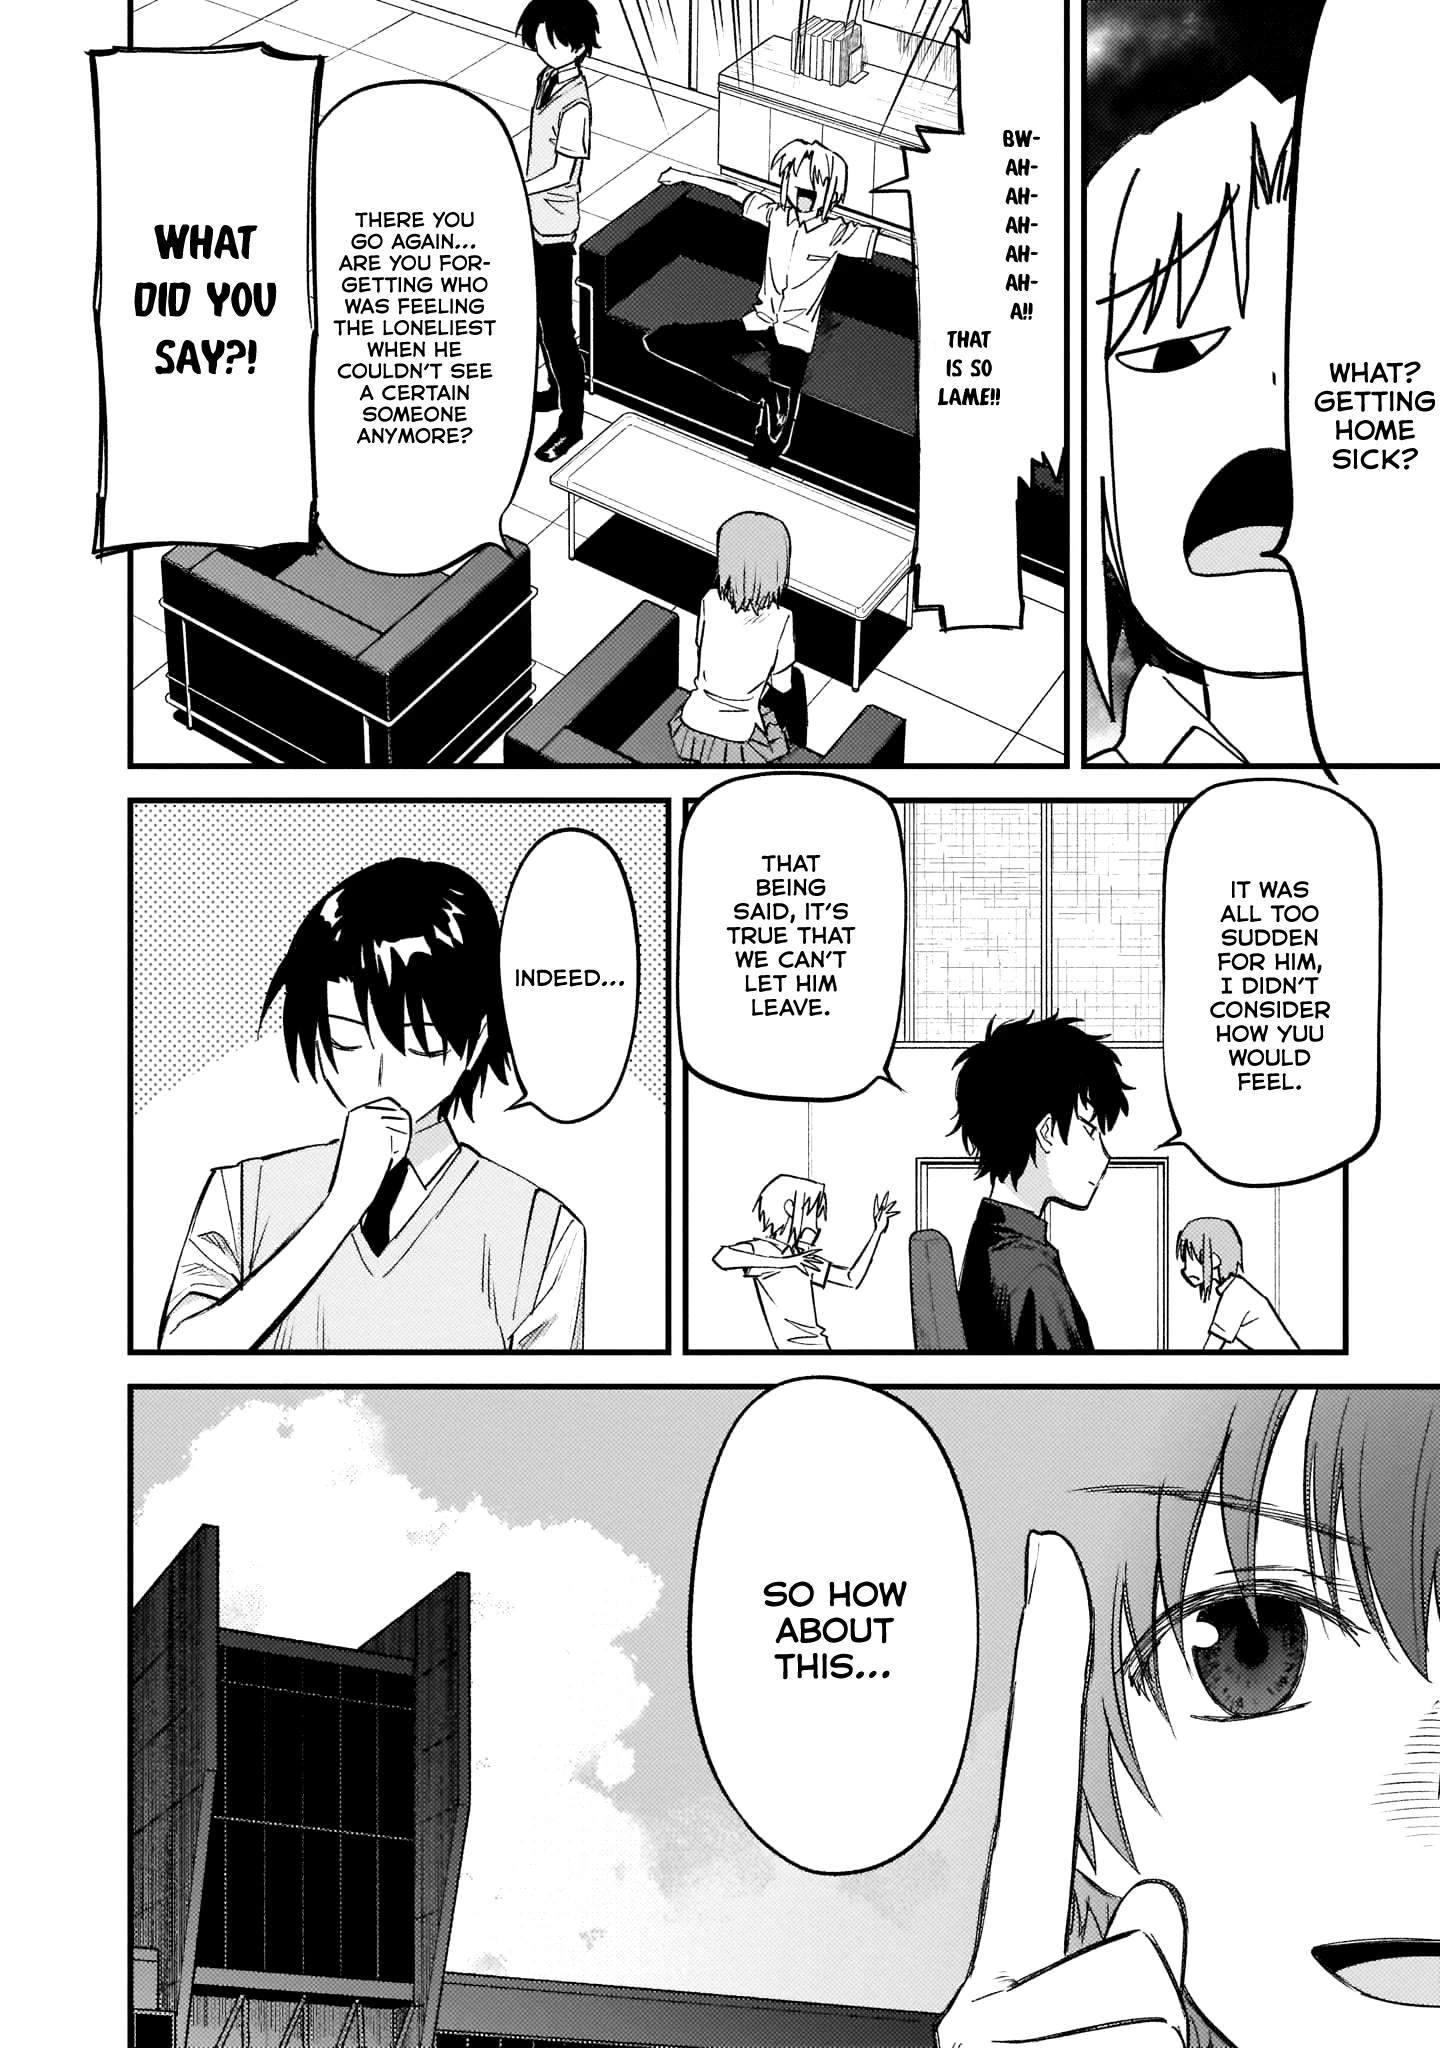 WHAT?
GETTING
HOME
SICK?
BW-
AH-
AH-
AH-
AH-
AH-
A!!
THAT
IS SO
LAME!!
THERE YOU
GO AGAIN...
ARE YOU FOR-
GETTING WHO
WAS FEELING
THE LONELIEST
WHEN HE
COULDN'T SEE
A CERTAIN
SOMEONE
ANYMORE?
WHAT
DID YOU
SAY?!
IT WAS
ALL TOO
SUDDEN
FOR HIM,
I DIDN'T
CONSIDER
HOW YUU
WOULD
FEEL.
THAT
BEING
SAID, IT'S
TRUE THAT
WE CAN'T
LET HIM
LEAVE.
INDEED...
SO HOW
ABOUT
THIS...